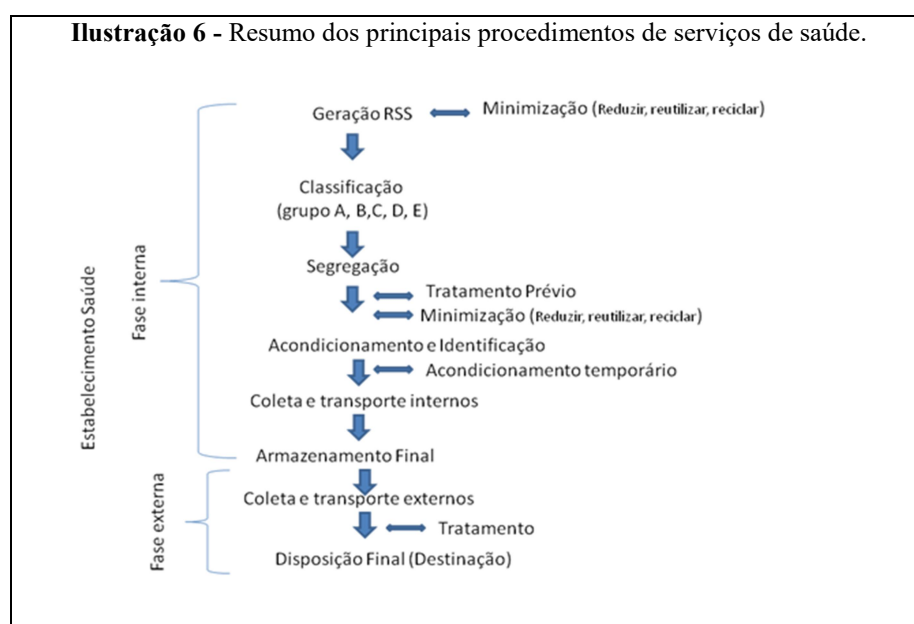 Ilustração 6 - Resumo dos principais procedimentos de serviços de saúde.
Geração RSS
Minimização (Reduzir, reutilizar, reciclar)
Classificação
(grupo A, B,C, D, E)
Segregação
Tratamento Prévio
Minimização (Reduzir, reutilizar, reciclar)
Acondicionamento e Identificação
Acondicionamento temporário
Coleta e transporte internos
Armazenamento Final
Coleta e transporte externos
Tratamento
Disposição Final (Destinação)
Estabelecimento Saúde
Fase interna
Fase externa